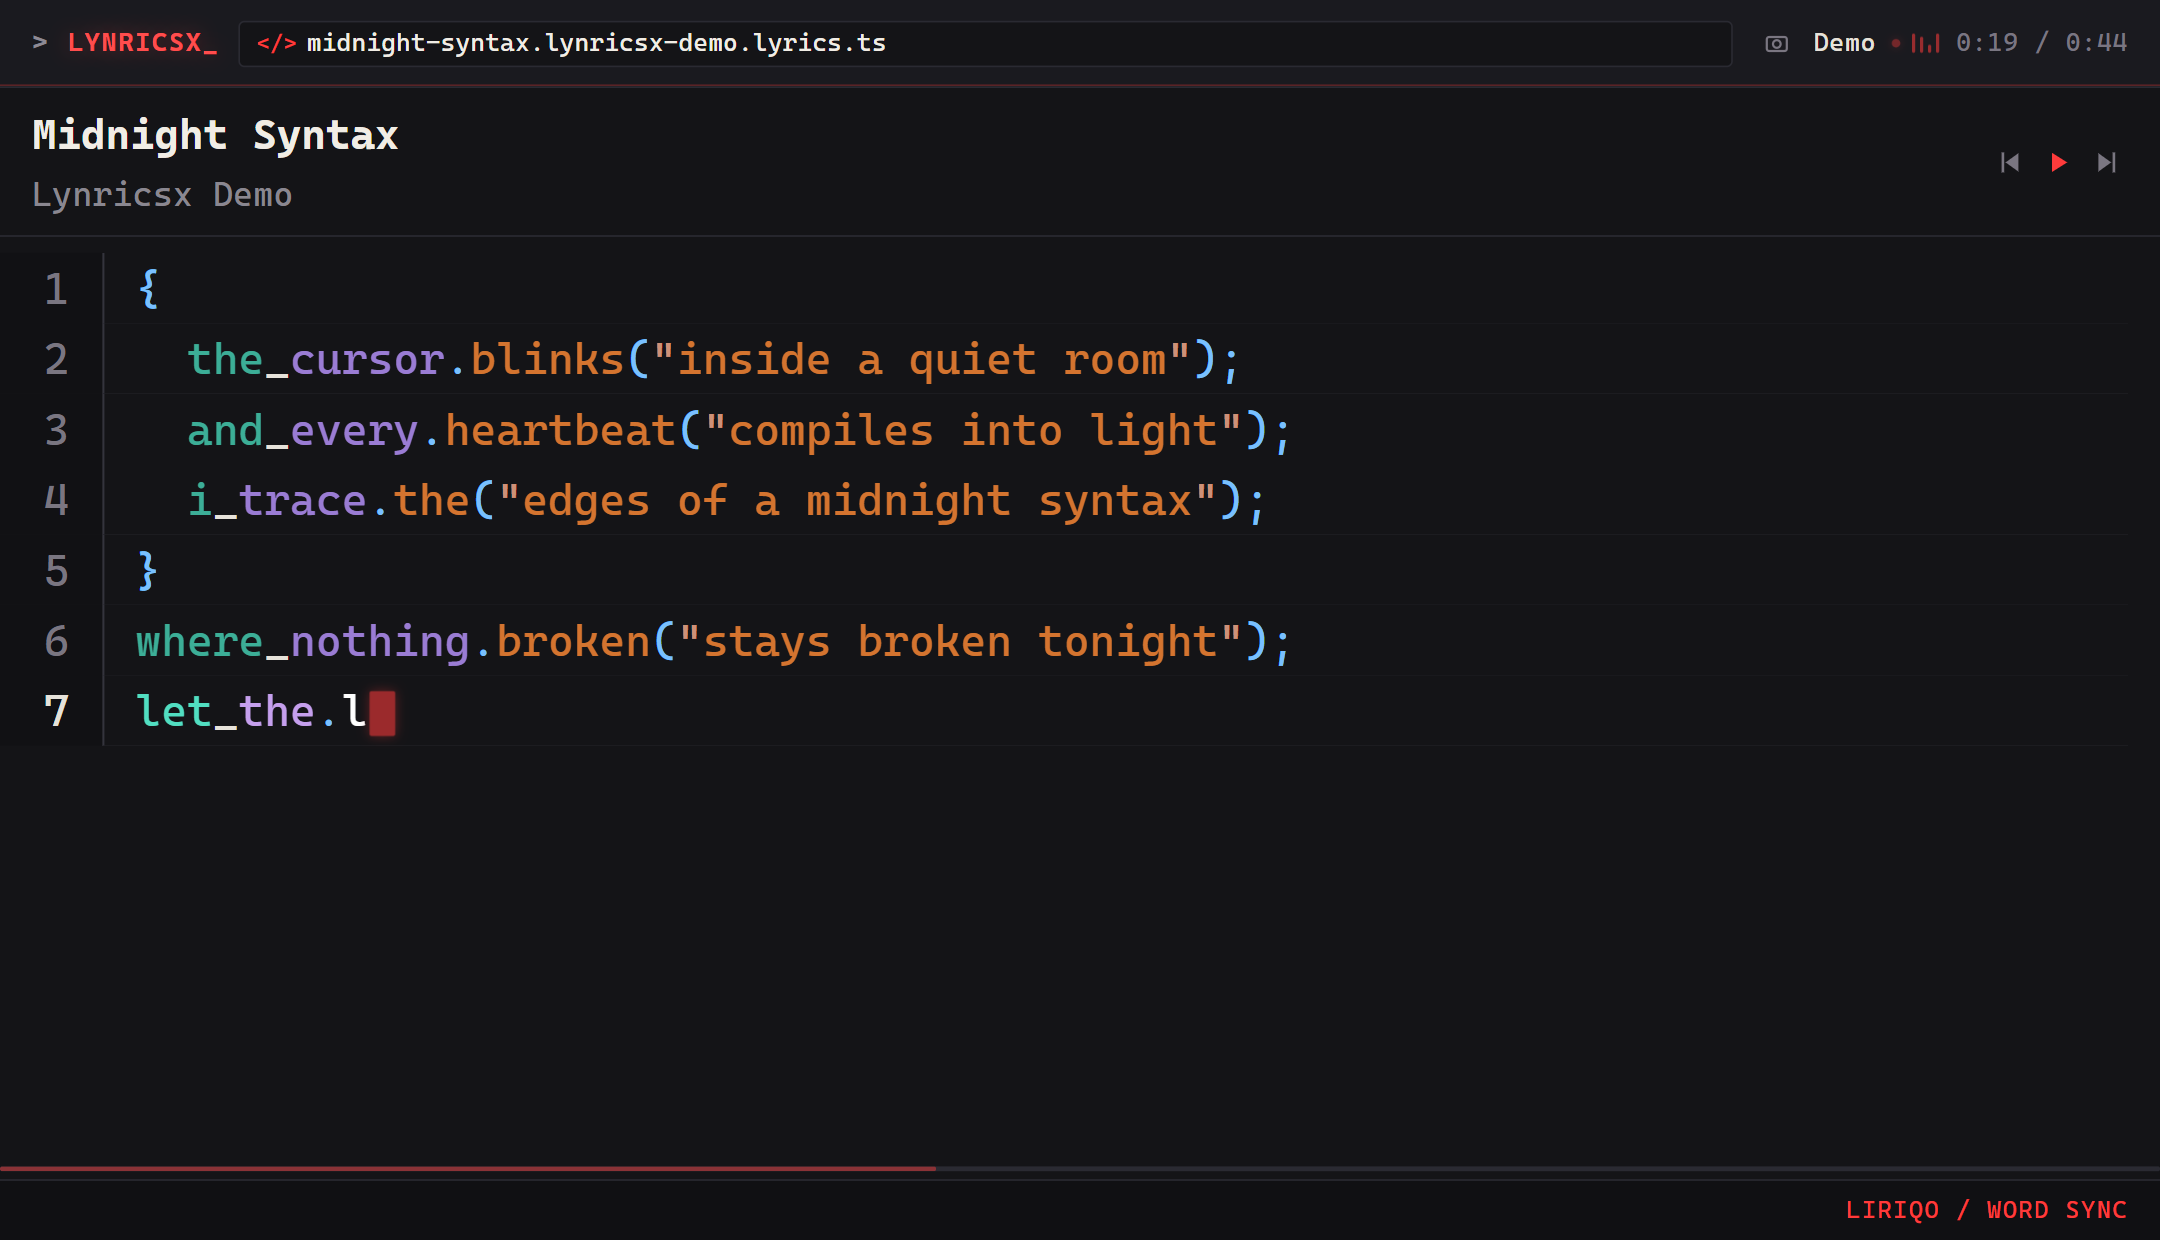 > LYNRICSX_
</> midnight-syntax.lynricsx-demo.lyrics.ts
Demo
0:19 / 0:44
Midnight Syntax
Lynricsx Demo
1 {
2 the_cursor.blinks("inside a quiet room");
3 and_every.heartbeat("compiles into light");
4 i_trace.the("edges of a midnight syntax");
5 }
6 where_nothing.broken("stays broken tonight");
7 let_the.l
LIRIQO / WORD SYNC